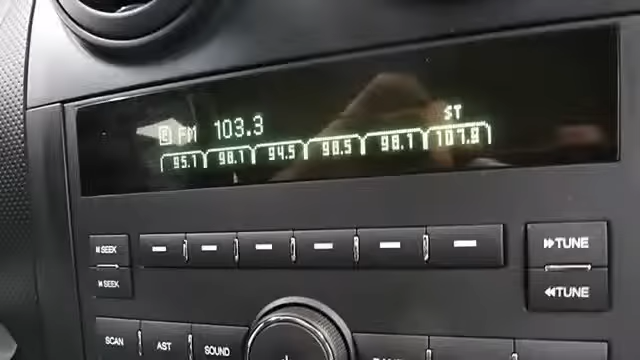 FM 103.3
ST
95.1 98.1 94.5 98.5 98.1 107.9
SEEK
TUNE
SEEK
TUNE
SCAN AST SOUND